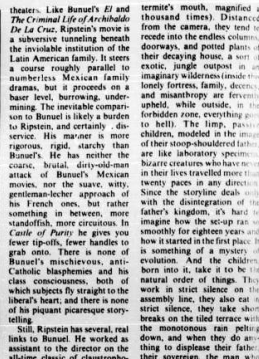 theaters. Like Bunuel's El and
The Criminal Life of Archibaldo
De La Cruz, Ripstein's movie is
a subversive tunneling beneath
the inviolable institution of the
Latin American family. It steers
a course roughly parallel to
numberless Mexican family
dramas, but it proceeds on a
baser level, burrowing, under-
mining. The inevitable compari-
son to Bunuel is likely a burden
to Ripstein, and certainly a dis-
service. His manner is more
rigorous, rigid, starchy than
Bunuel's. He has neither the
coarse, brutal, dirty-old-man
attack of Bunuel's Mexican
movies, nor the suave, witty,
gentleman-lecher approach of
his French ones, but rather
something in between, more
standoffish, more circuitous. In
Castle of Purity he gives you
fewer tip-offs, fewer handles to
grab onto. There is none of
Bunuel's mischievous, anti-
Catholic blasphemies and his
class consciousness, both of
which subjects fly straight to the
liberal's heart; and there is none
of his piquant picaresque story-
telling.
Still, Ripstein has several, real
links to Bunuel. He worked as
assistant to the director on the
all-time classic of claustropho-
termite's mouth, magnified a
thousand times). Distanced
from the camera, they tend to
recede into the endless columns,
doorways, and potted plants of
their decaying house, a sort of
exotic, jungle outpost in an
imaginary wilderness (inside this
lonely fortress, family, decency,
and misanthropy are fervently
upheld, while outside, in the
forbidden zone, everything goes
to hell). The limp, passive
children, modeled in the image
of their stoop-shouldered father,
are like laboratory specimens,
bizarre creatures who have never
in their lives travelled more than
twenty paces in any direction.
Since the storyline deals only
with the disintegration of the
father's kingdom, it's hard to
imagine how the set-up ran so
smoothly for eighteen years and
how it started in the first place. It
is something of a mystery of
evolution. And the children,
born into it, take it to be the
natural order of things. They
work in strict silence on the
assembly line, they also eat in
strict silence, they take short
breaks on the tiled terrace with
the monotonous rain pelting
down, and when they do any-
thing to displease their father,
their sovereign, the man who